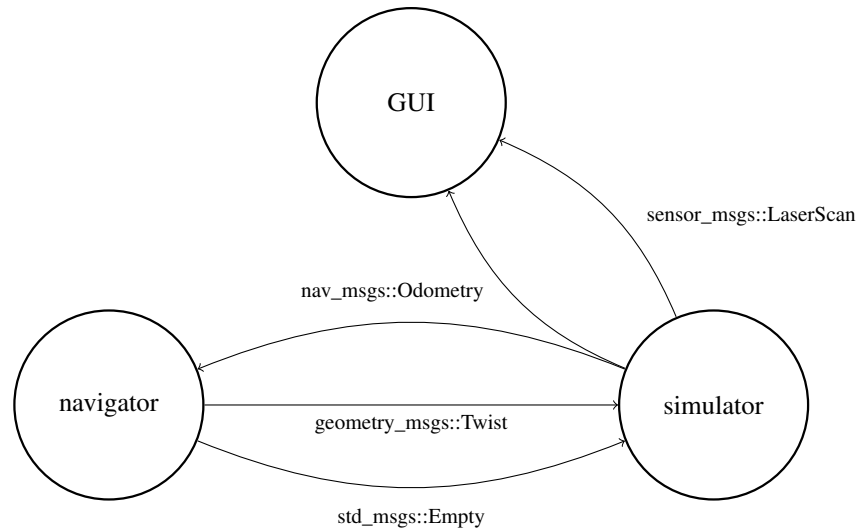 GUI
sensor_msgs::LaserScan
nav_msgs::Odometry
navigator
simulator
geometry_msgs::Twist
std_msgs::Empty